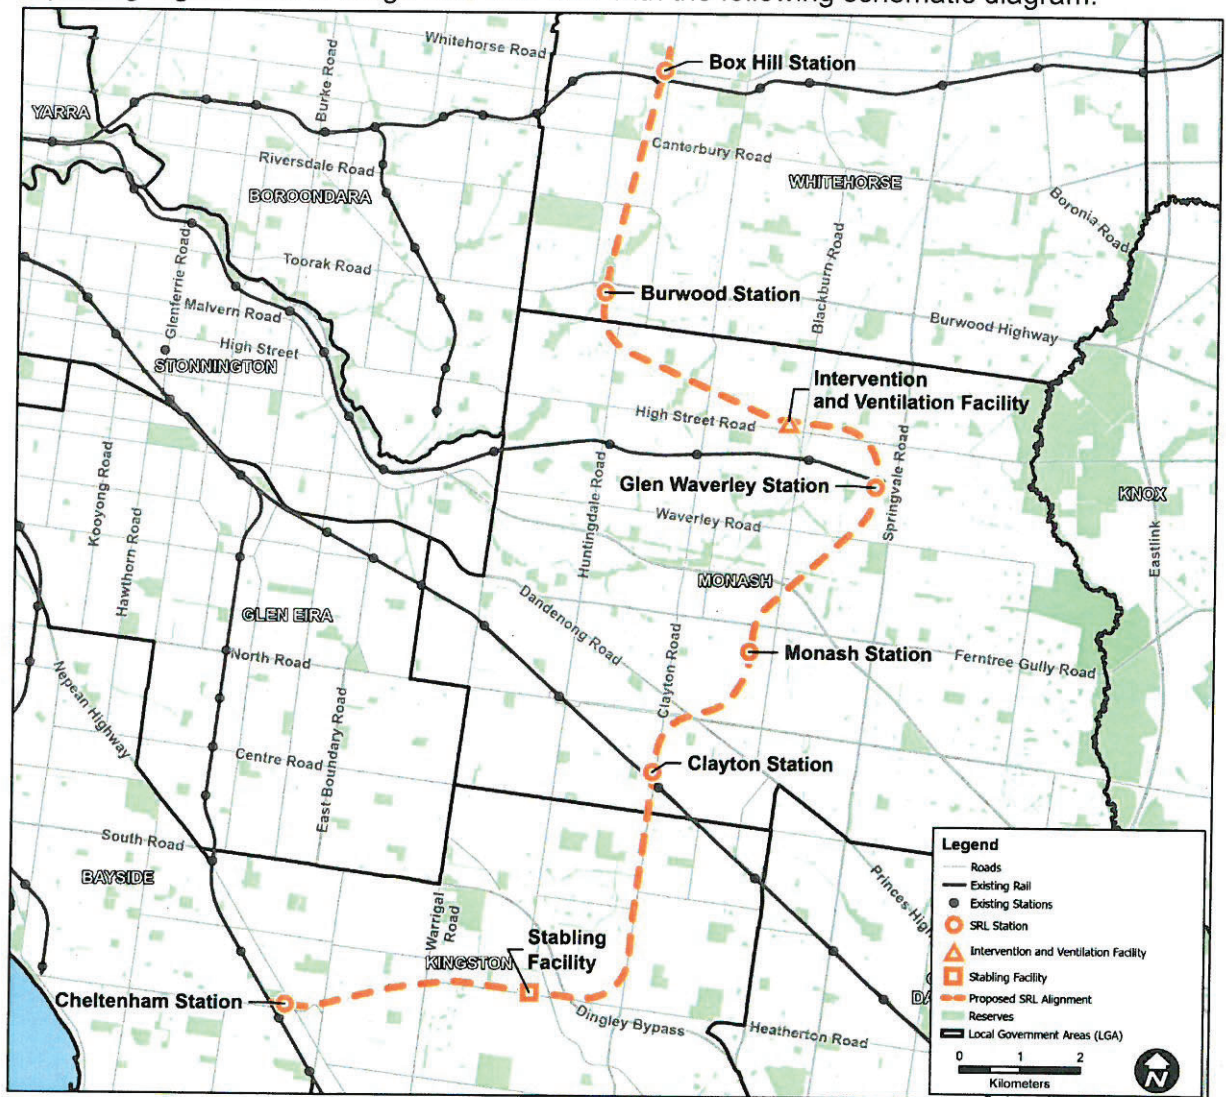 the following schematic diagram:
Whitehorse Road
Box Hill Station
Burke Road
YARRA
Canterbury Road
Riversdale Road
WHITEHORSE
BOROONDARA
Boronia Road
Glenferrie Road
Toorak Road
Blackburn Road
Burwood Station
Malvern Road
Burwood Highway
High Street
STONNINGTON
Intervention
and Ventilation Facility
High Street Road
Springvale Road
Kooyong Road
Huntingdale Road
Glen Waverley Station
KNOX
Hawthorn Road
Waverley Road
Eastlink
MONASH
Dandenong Road
GLEN EIRA
Clayton Road
North Road
Monash Station
Ferntree Gully Road
Nepean Highway
East Boundary Road
Centre Road
Clayton Station
South Road
BAYSIDE
Princes High
Warrigal
Road
Stabling
Facility
KINGSTON
Cheltenham Station
Dingley Bypass
Heatherton Road
Legend
Roads
Existing Rail
Existing Stations
SRL Station
Intervention and Ventilation Facility
Stabling Facility
Proposed SRL Alignment
Reserves
Local Government Areas (LGA)
0 1 2
Kilometers
N